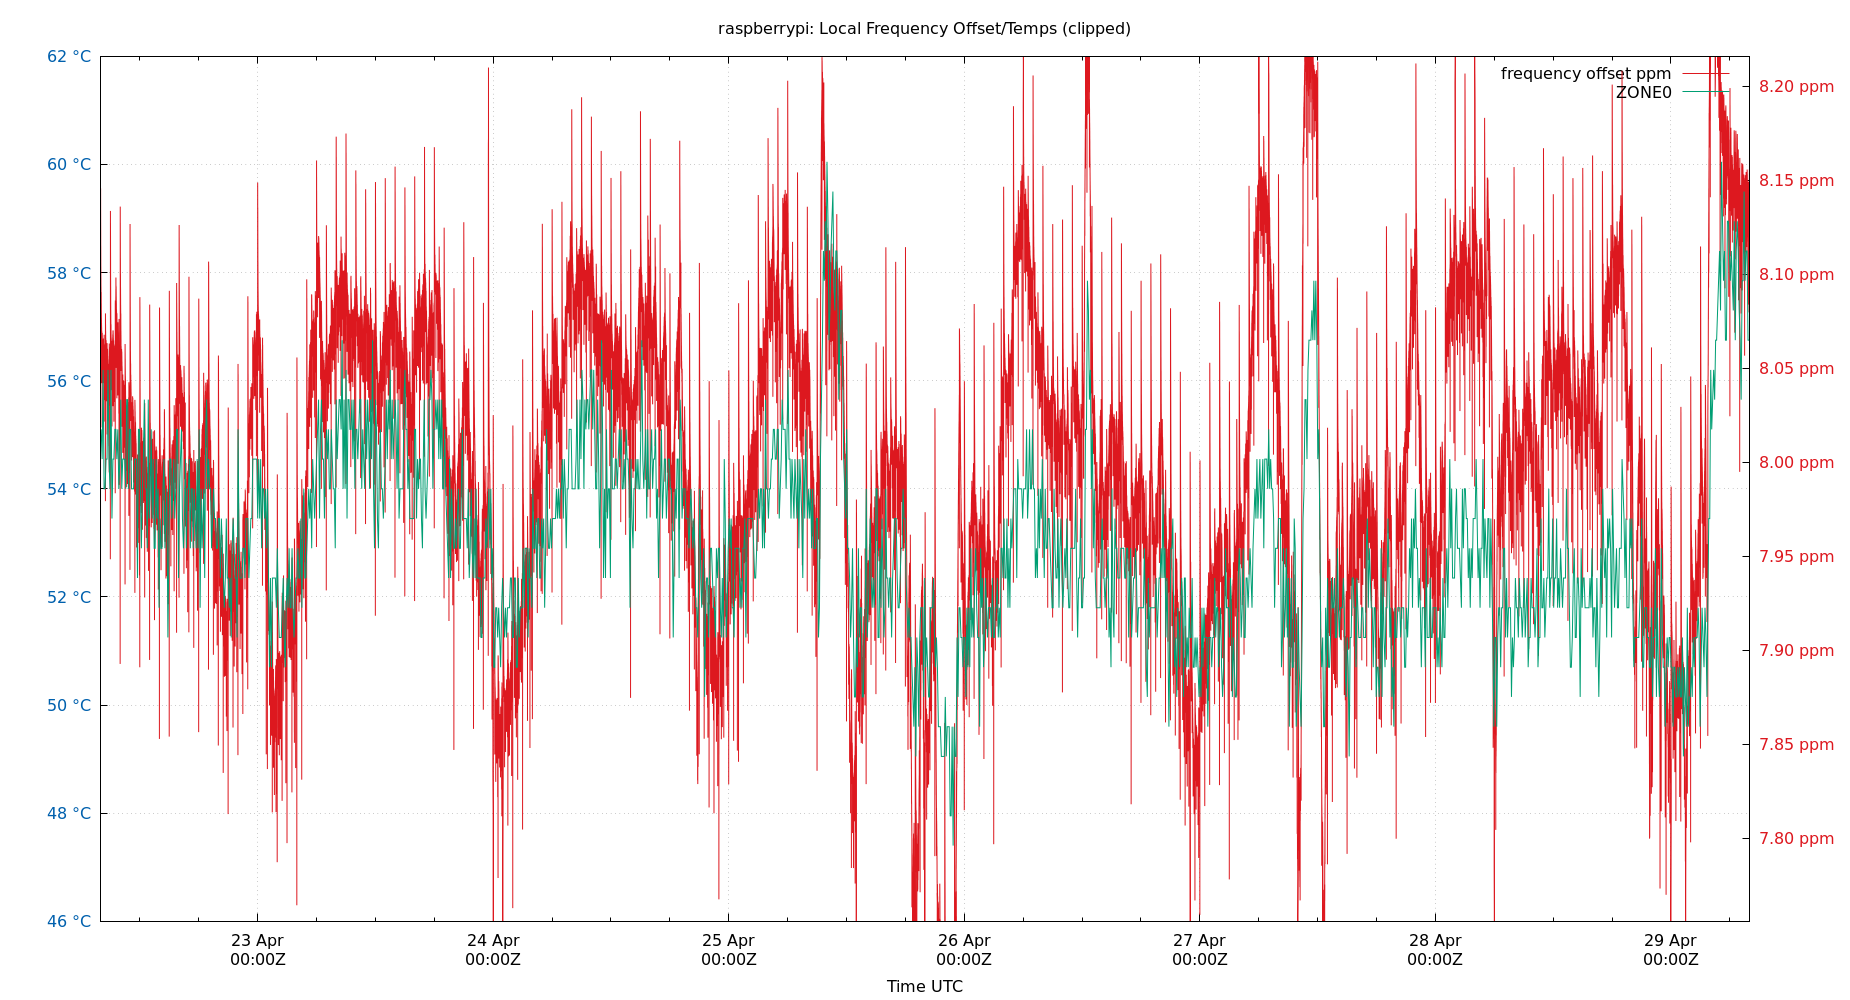 raspberrypi: Local Frequency Offset/Temps (clipped)
62 °C
60 °C
58 °C
56 °C
54 °C
52 °C
50 °C
48 °C
46 °C
frequency offset ppm
ZONE0
8.20 ppm
8.15 ppm
8.10 ppm
8.05 ppm
8.00 ppm
7.95 ppm
7.90 ppm
7.85 ppm
7.80 ppm
23 Apr
00:00Z
24 Apr
00:00Z
25 Apr
00:00Z
26 Apr
00:00Z
27 Apr
00:00Z
28 Apr
00:00Z
29 Apr
00:00Z
Time UTC